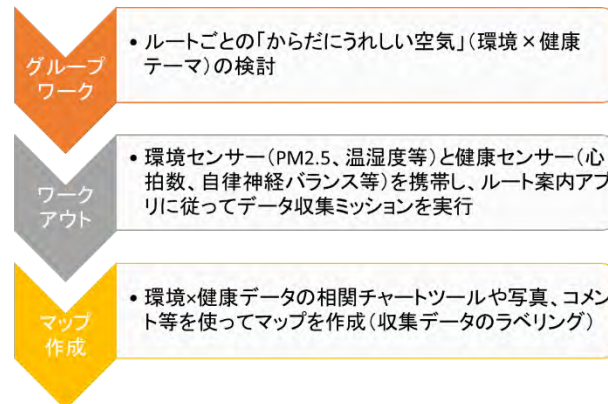 グループ
ワーク
• ルートごとの「からだにうれしい空気」（環境×健康
テーマ）の検討
ワーク
アウト
• 環境センサー（PM2.5、温湿度等）と健康センサー（心
拍数、自律神経バランス等）を携帯し、ルート案内アプ
リに従ってデータ収集ミッションを実行
マップ
作成
• 環境×健康データの相関チャートツールや写真、コメン
ト等を使ってマップを作成（収集データのラベリング）